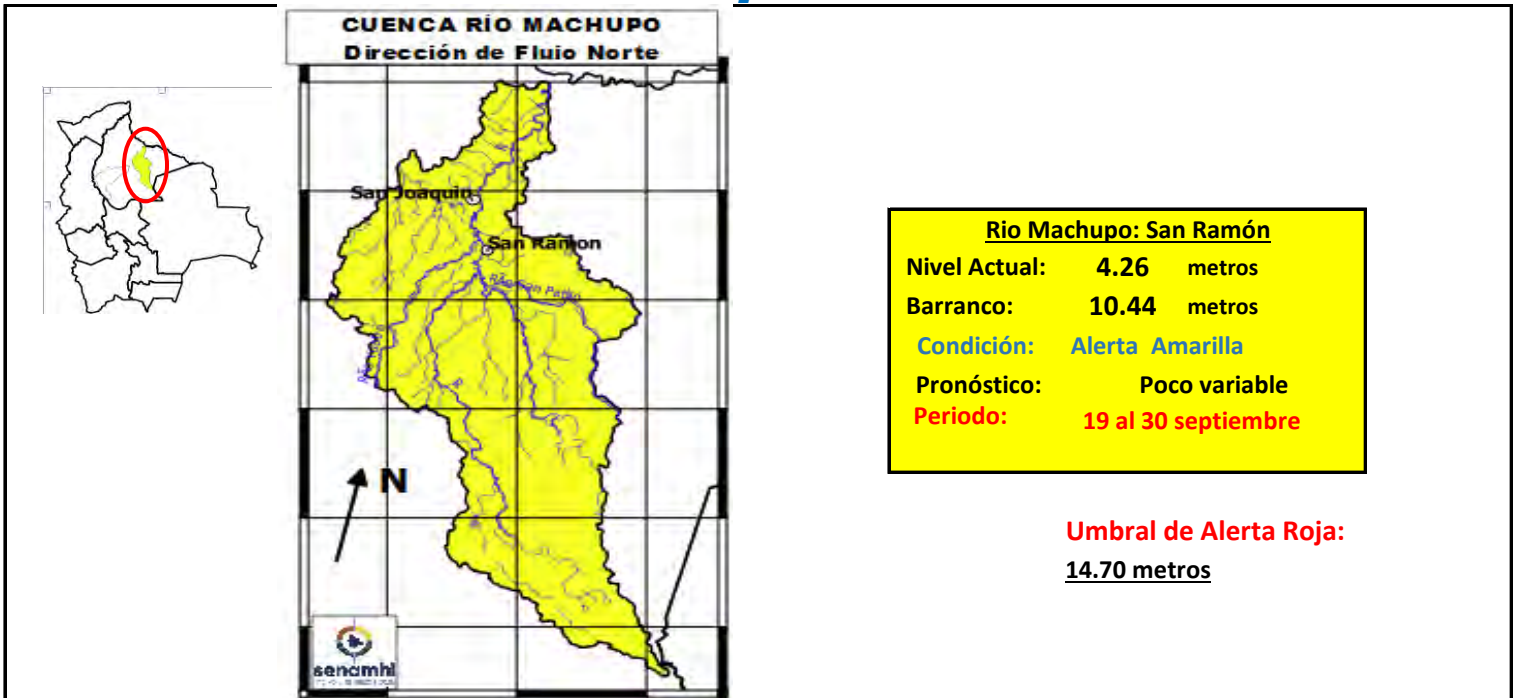 CUENCA RÍO MACHUPO
Dirección de Flujo Norte
San Joaquin
San Ramon
N
senamhi
Rio Machupo: San Ramón
Nivel Actual: 4.26 metros
Barranco: 10.44 metros
Condición: Alerta Amarilla
Pronóstico: Poco variable
Periodo: 19 al 30 septiembre
Umbral de Alerta Roja:
14.70 metros